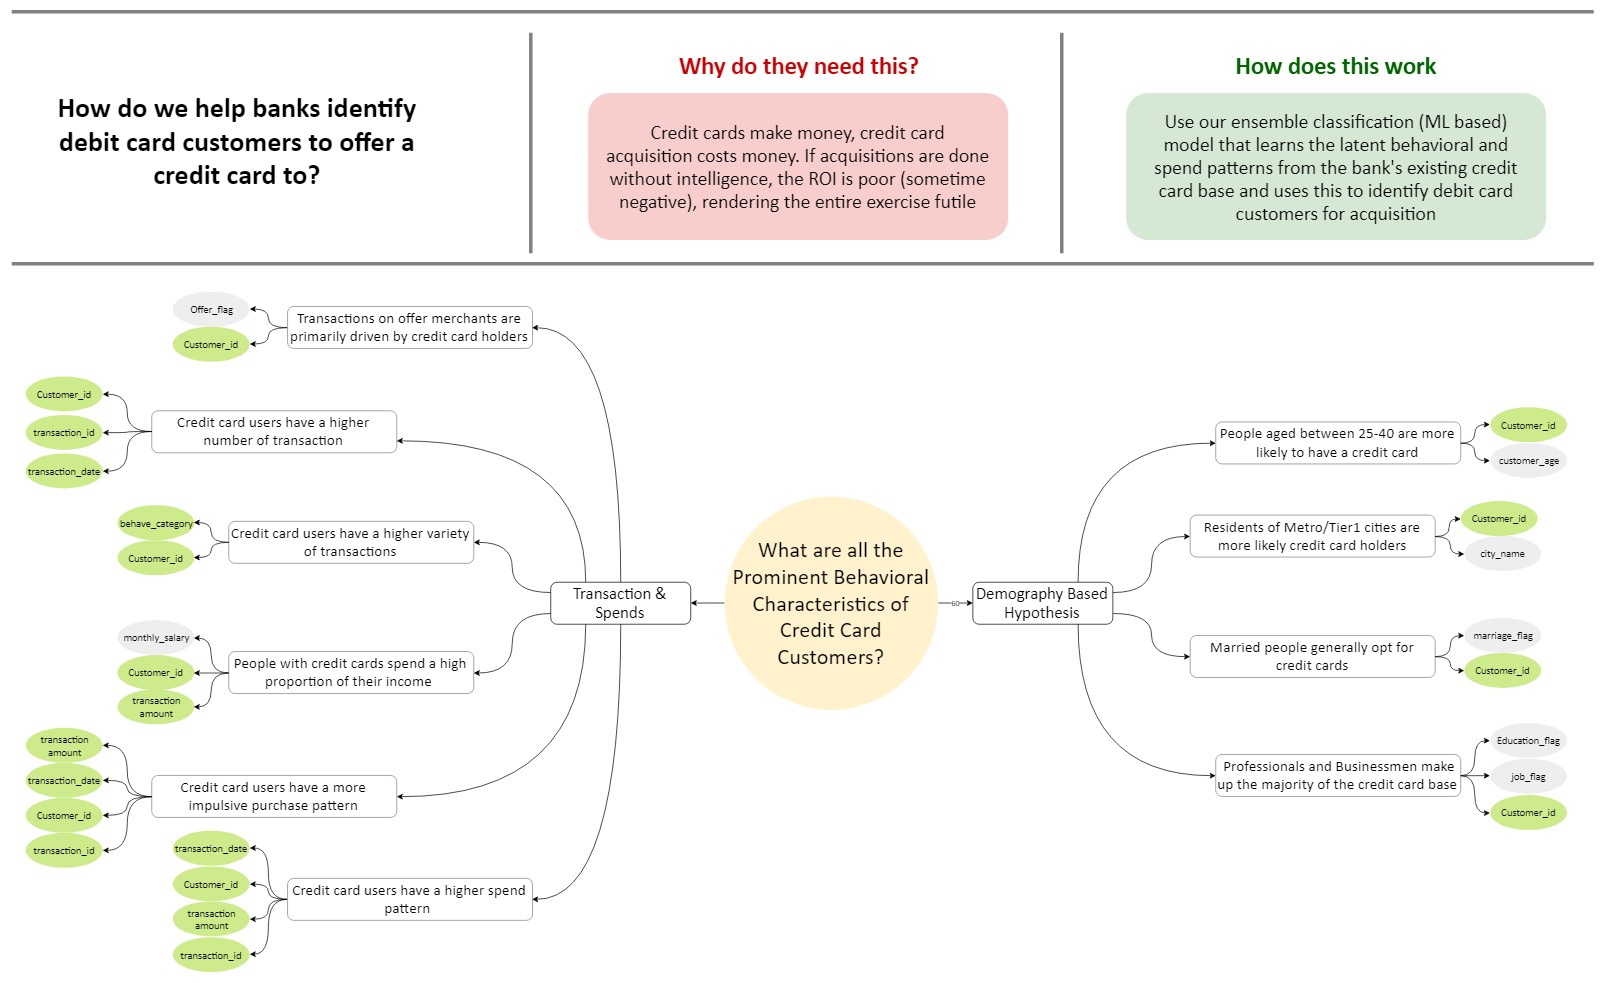 How do we help banks identify
debit card customers to offer a
credit card to?
Why do they need this?
Credit cards make money, credit card
acquisition costs money. If acquisitions are done
without intelligence, the ROI is poor (sometime
negative), rendering the entire exercise futile
How does this work
Use our ensemble classification (ML based)
model that learns the latent behavioral and
spend patterns from the bank's existing credit
card base and uses this to identify debit card
customers for acquisition
Offer_flag
Customer_id
Transactions on offer merchants are
primarily driven by credit card holders
Customer_id
transaction_id
transaction_date
Credit card users have a higher
number of transaction
behave_category
Customer_id
Credit card users have a higher variety
of transactions
monthly_salary
Customer_id
transaction
amount
People with credit cards spend a high
proportion of their income
transaction
amount
transaction_date
Customer_id
transaction_id
Credit card users have a more
impulsive purchase pattern
transaction_date
Customer_id
transaction
amount
transaction_id
Credit card users have a higher spend
pattern
Transaction &
Spends
What are all the
Prominent Behavioral
Characteristics of
Credit Card
Customers?
Demography Based
Hypothesis
People aged between 25-40 are more
likely to have a credit card
Customer_id
customer_age
Residents of Metro/Tier1 cities are
more likely credit card holders
Customer_id
city_name
Married people generally opt for
credit cards
marriage_flag
Customer_id
Professionals and Businessmen make
up the majority of the credit card base
Education_flag
job_flag
Customer_id